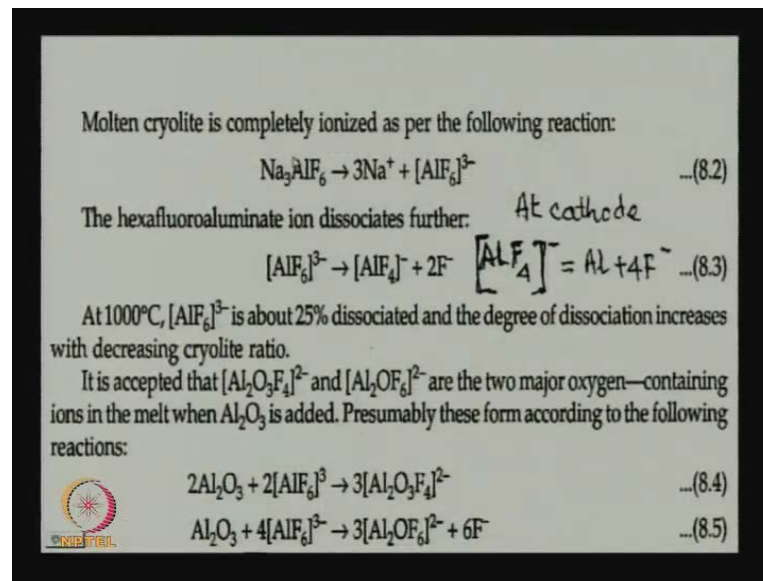 Molten cryolite is completely ionized as per the following reaction:
Na₃AlF₆ → 3Na⁺ + [AlF₆]³⁻ ...(8.2)
The hexafluoroaluminate ion dissociates further: At cathode
[AlF₆]³⁻ → [AlF₄]⁻ + 2F⁻ [AlF₄]⁻ = Al + 4F⁻ ...(8.3)
At 1000°C, [AlF₆]³⁻ is about 25% dissociated and the degree of dissociation increases
with decreasing cryolite ratio.
It is accepted that [Al₂O₃F₄]²⁻ and [Al₂OF₆]²⁻ are the two major oxygen—containing
ions in the melt when Al₂O₃ is added. Presumably these form according to the following
reactions:
2Al₂O₃ + 2[AlF₆]³ → 3[Al₂O₃F₄]²⁻ ...(8.4)
Al₂O₃ + 4[AlF₆]³⁻ → 3[Al₂OF₆]²⁻ + 6F⁻ ...(8.5)
NPTEL